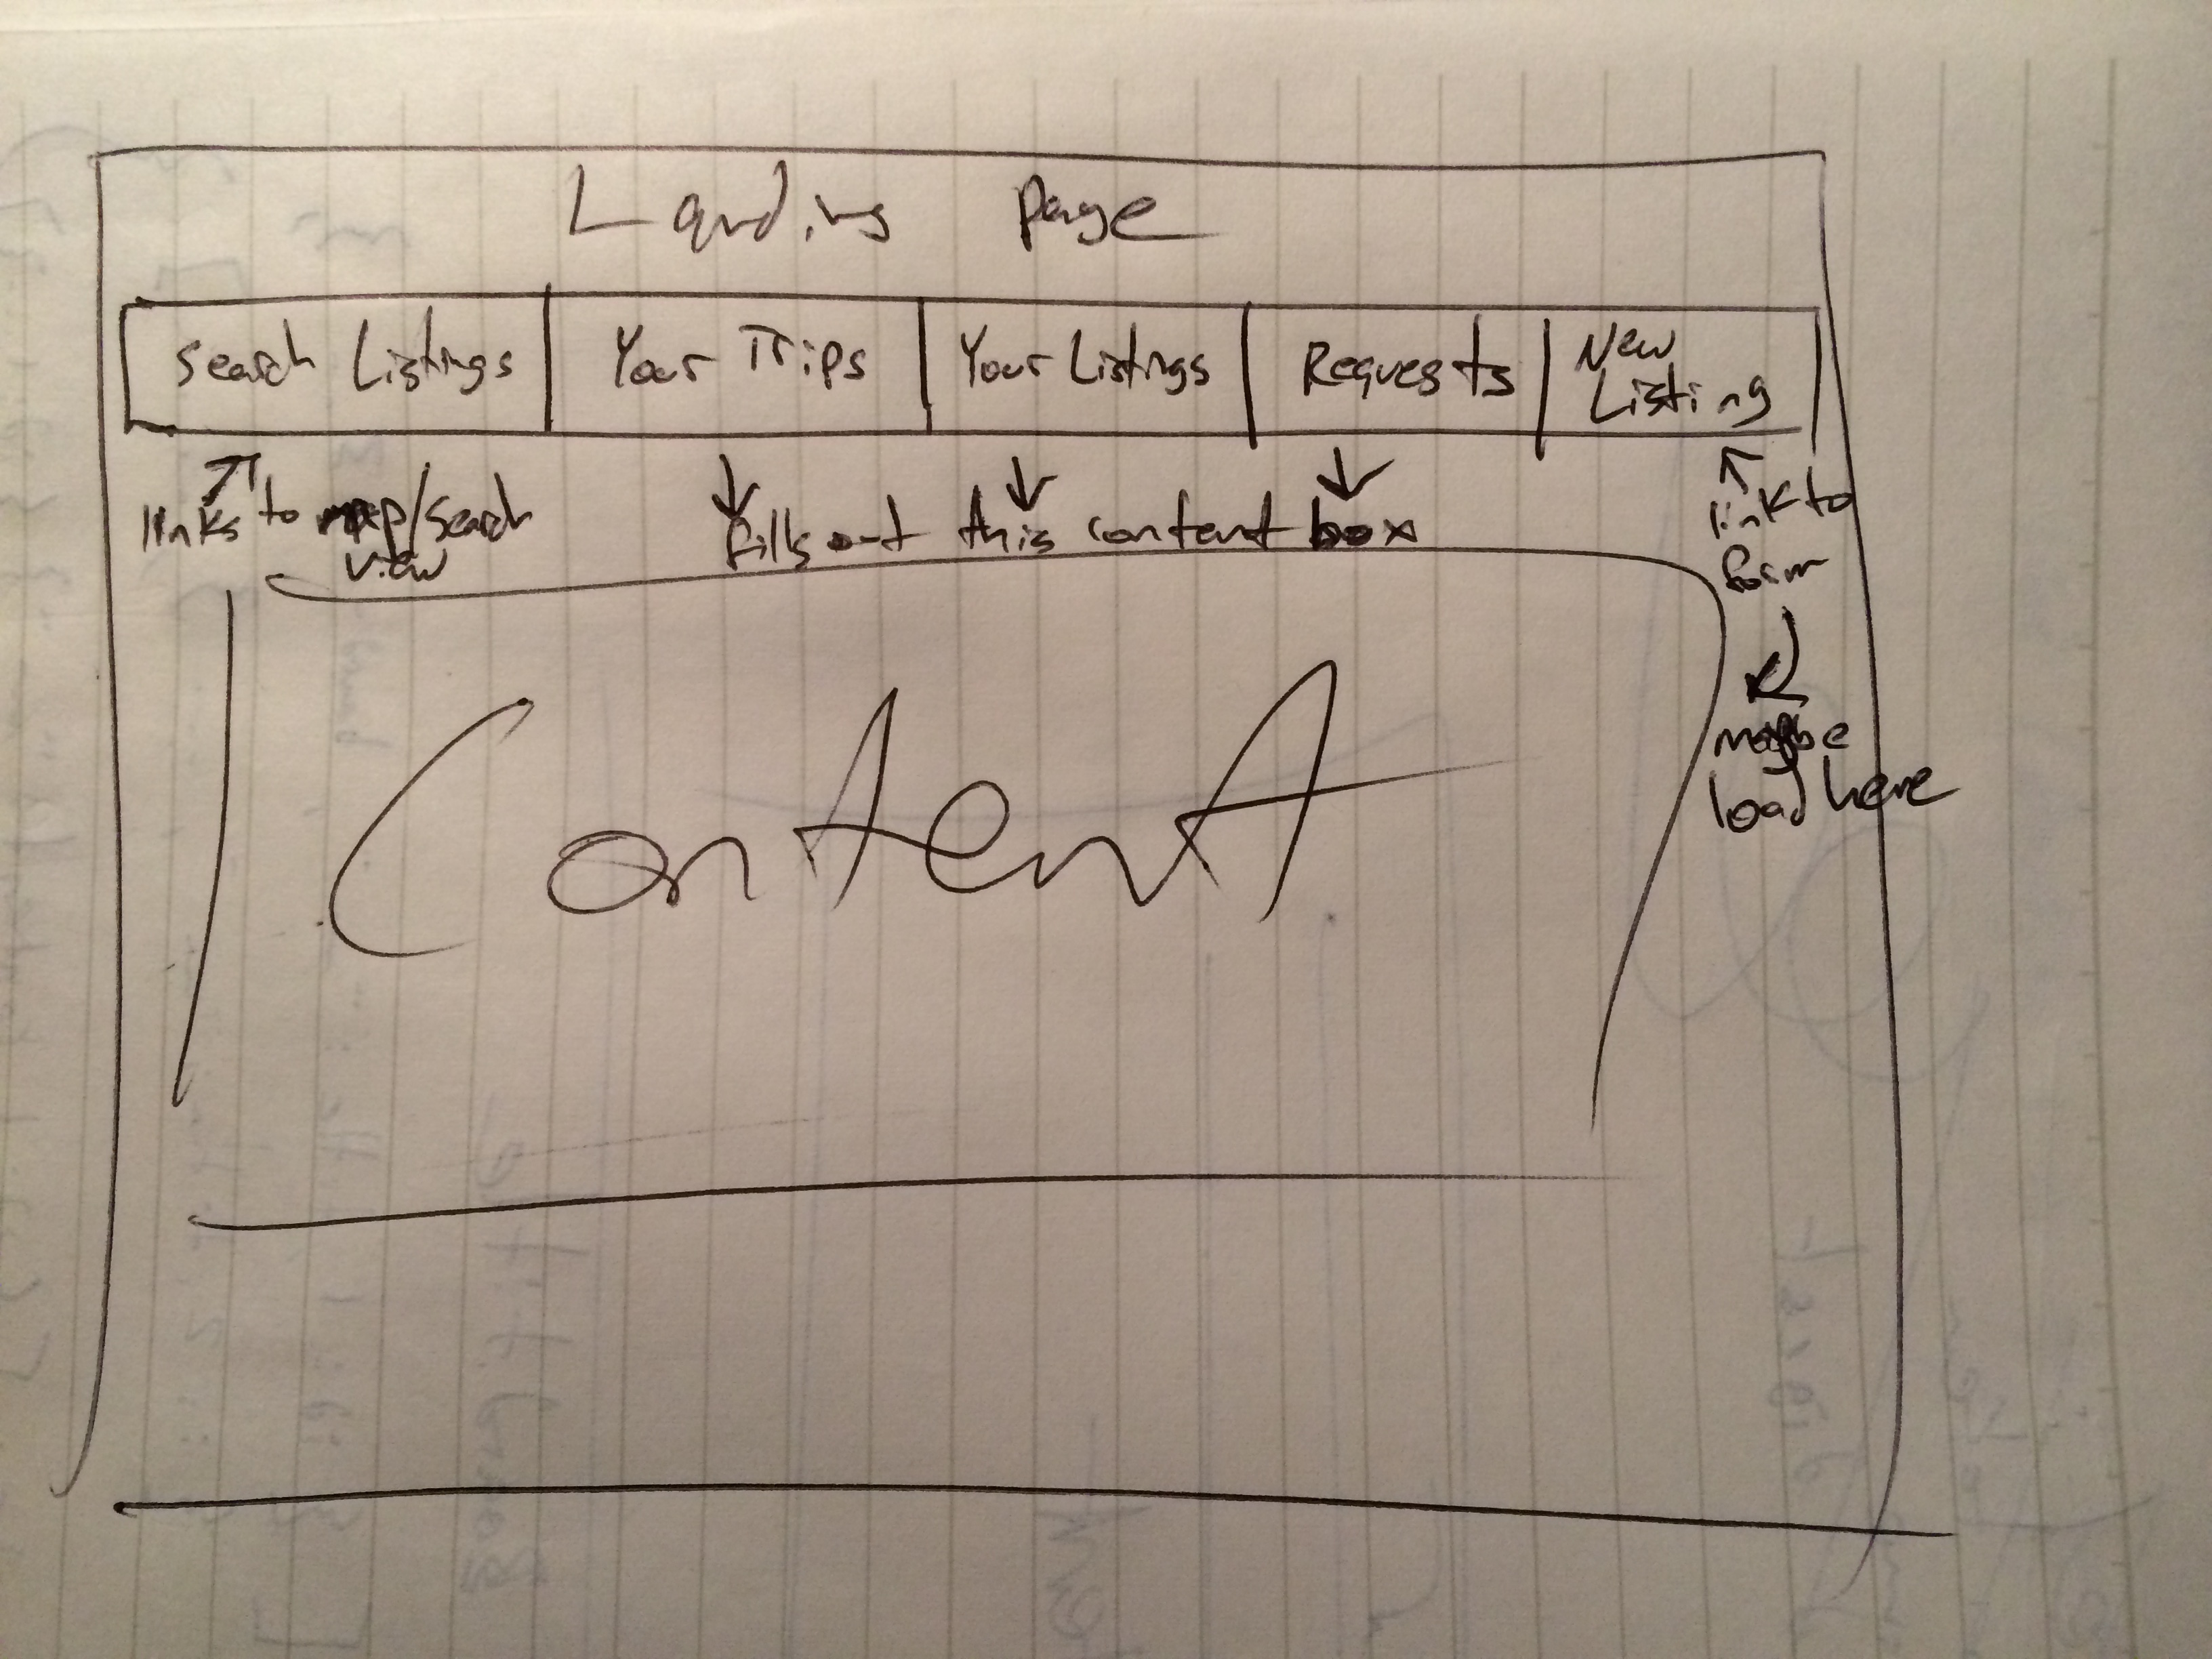 Landing Page
Search Listings
Your Trips
Your Listings
Requests
New
Listing
links to map/search
view
fills out this content box
link to
form
maybe
load here
Content